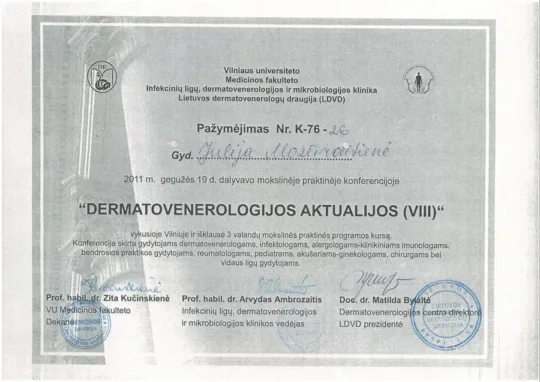 Vilniaus universiteto
Medicinos fakulteto
Infekcinių ligų, dermatovenerologijos ir mikrobiologijos klinika
Lietuvos dermatovenerologų draugija (LDVD)
Pažymėjimas Nr. K-76 - 26
Gyd. Julija
2011 m. gegužės 19 d. dalyvavo mokslinėje praktinėje konferencijoje
“DERMATOVENEROLOGIJOS AKTUALIJOS (VIII)”
vykusioje Vilniuje ir išklausė 3 valandų mokslinės praktinės programos kursą.
Konferencija skirta gydytojams dermatovenerologams, infektologams, alergologams-klinikiniams imunologams,
bendrosios praktikos gydytojams, reumatologams, pediatrams, akušeriams-ginekologams, chirurgams bei
vidaus ligų gydytojams.
Prof. habil. dr. Zita Kučinskienė
VU Medicinos fakulteto
Dekanė
Prof. habil. dr. Arvydas Ambrozaitis
Infekcinių ligų, dermatovenerologijos
ir mikrobiologijos klinikos vedėjas
Doc. dr. Matilda Bylaitė
Dermatovenerologijos centro direktorė
LDVD prezidentė